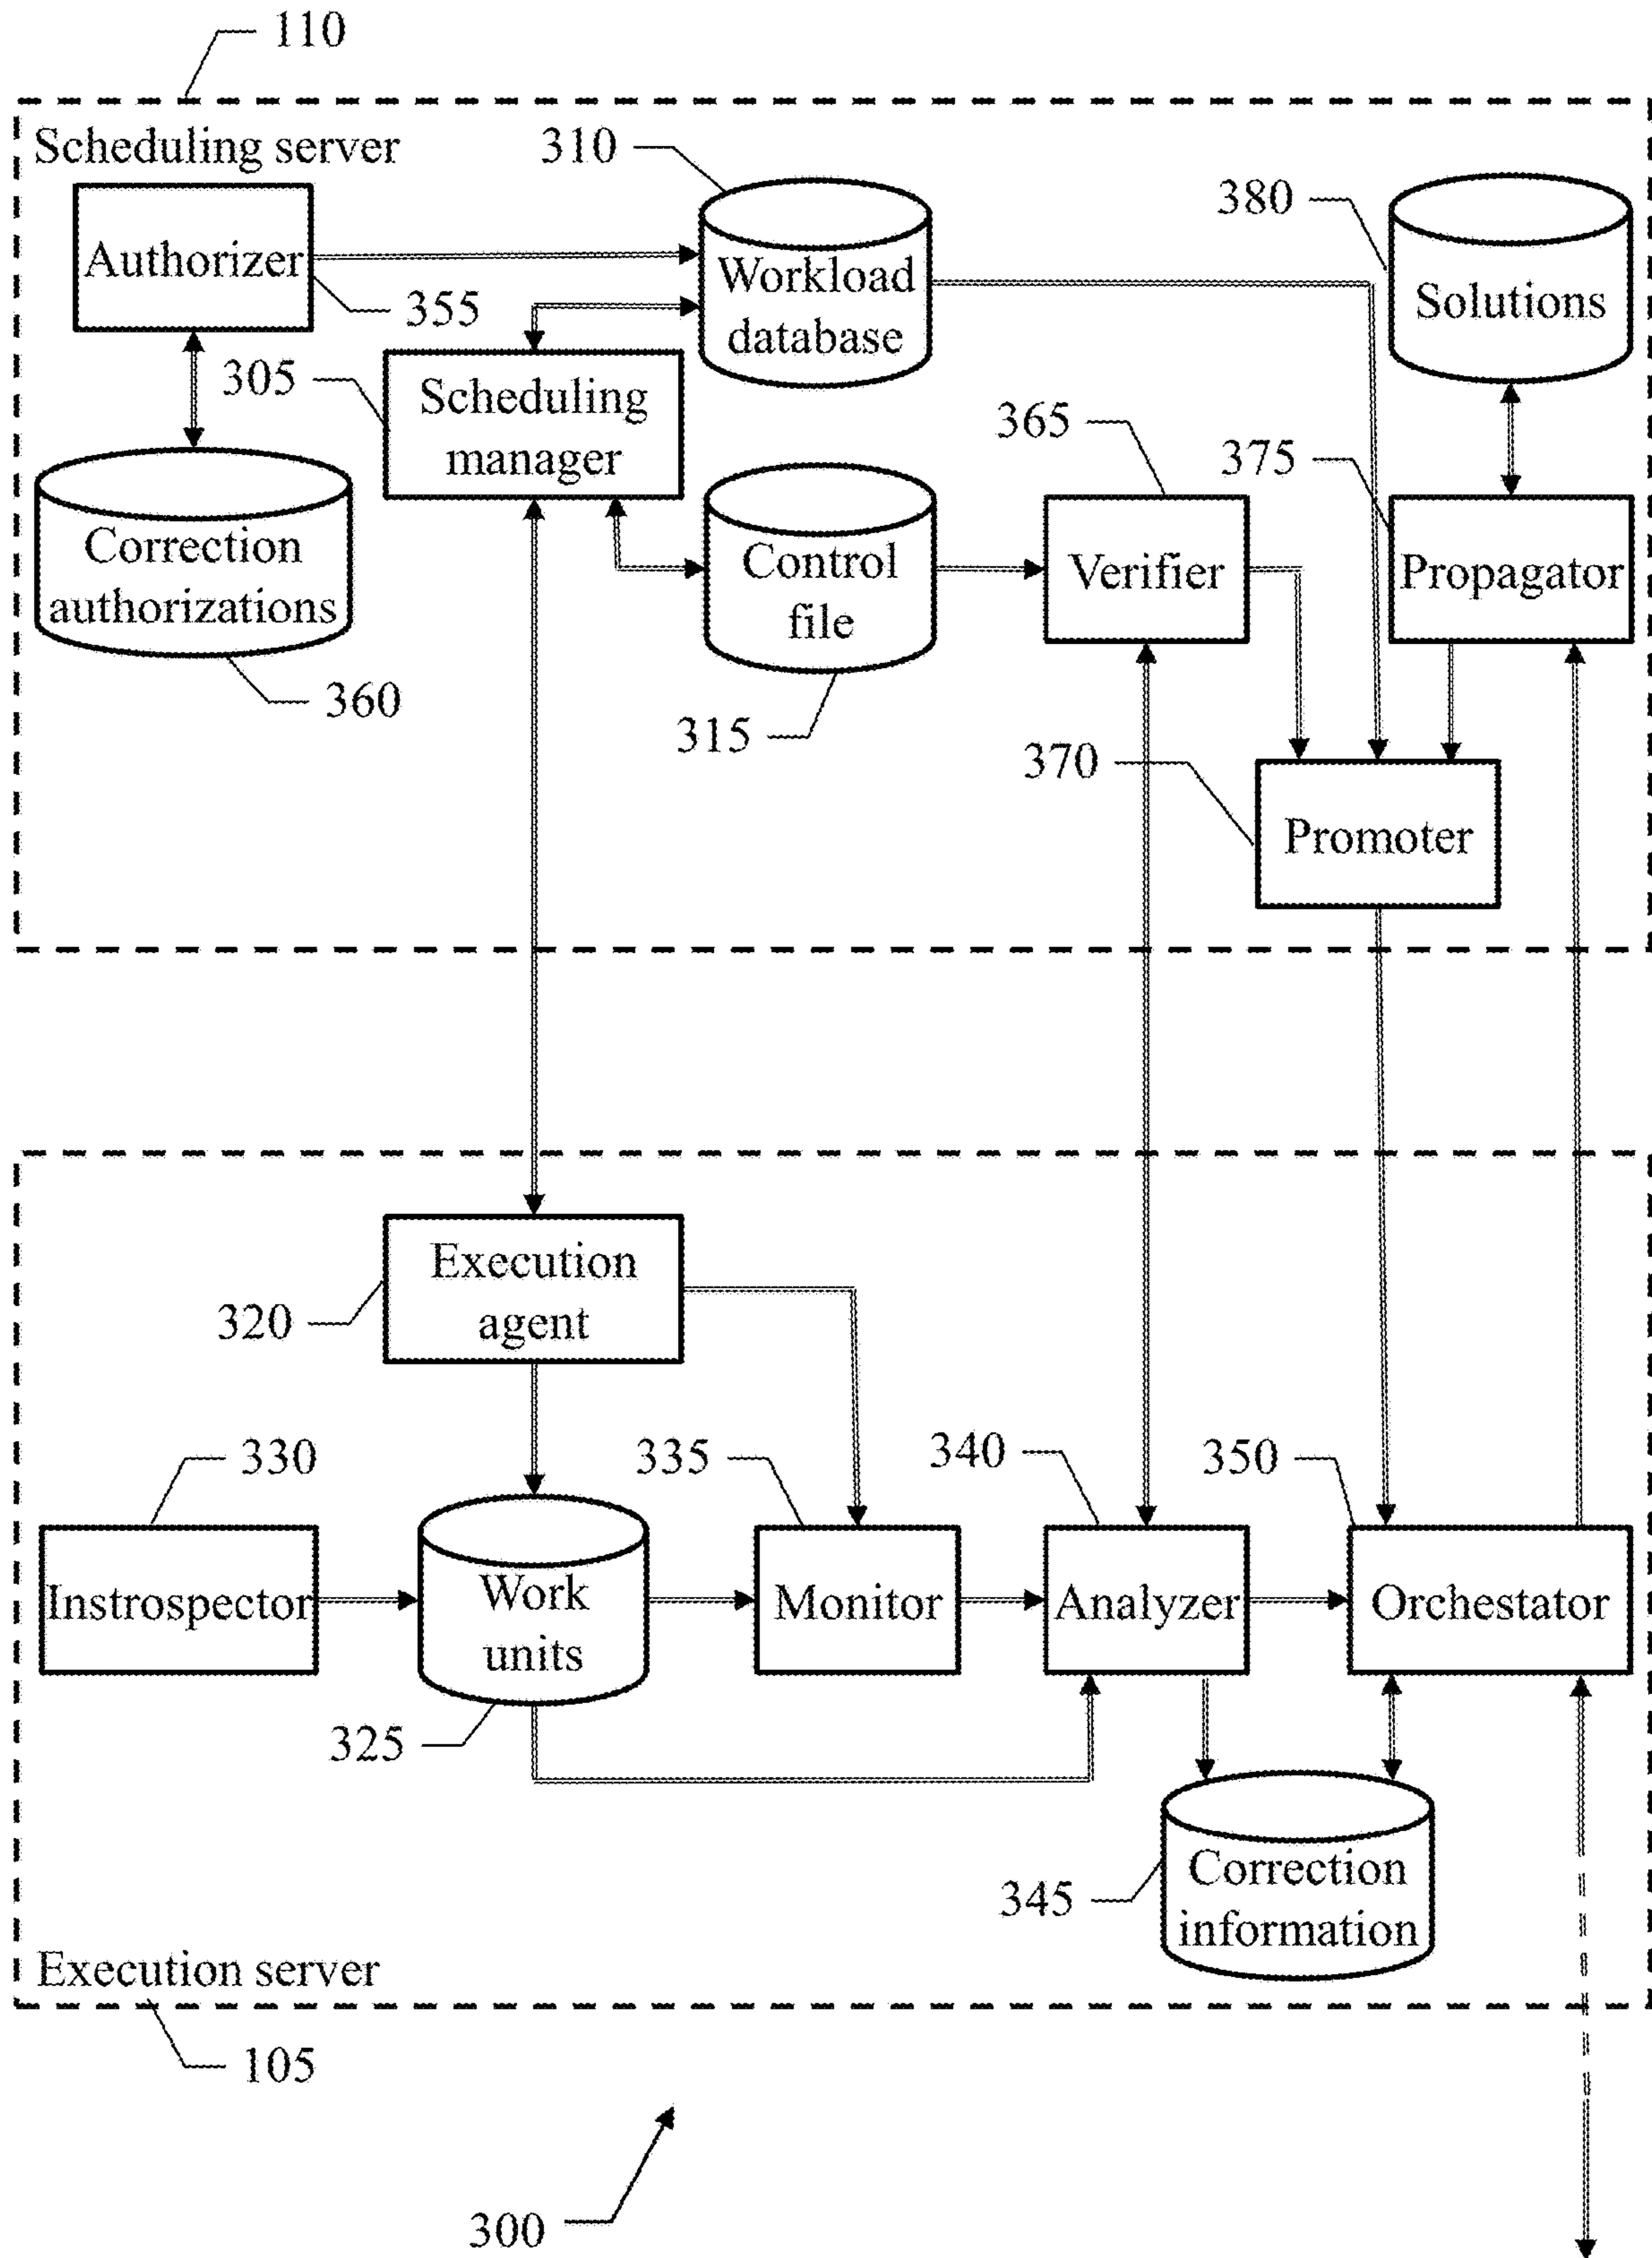 110
Scheduling server
310
380
Authorizer
Workload
database
Solutions
355
305
Scheduling
manager
365
375
Correction
authorizations
Control
file
Verifier
Propagator
360
315
370
Promoter
Execution
agent
320
330
335
340
350
Instrospector
Work
units
Monitor
Analyzer
Orchestator
325
Correction
information
345
Execution server
105
300